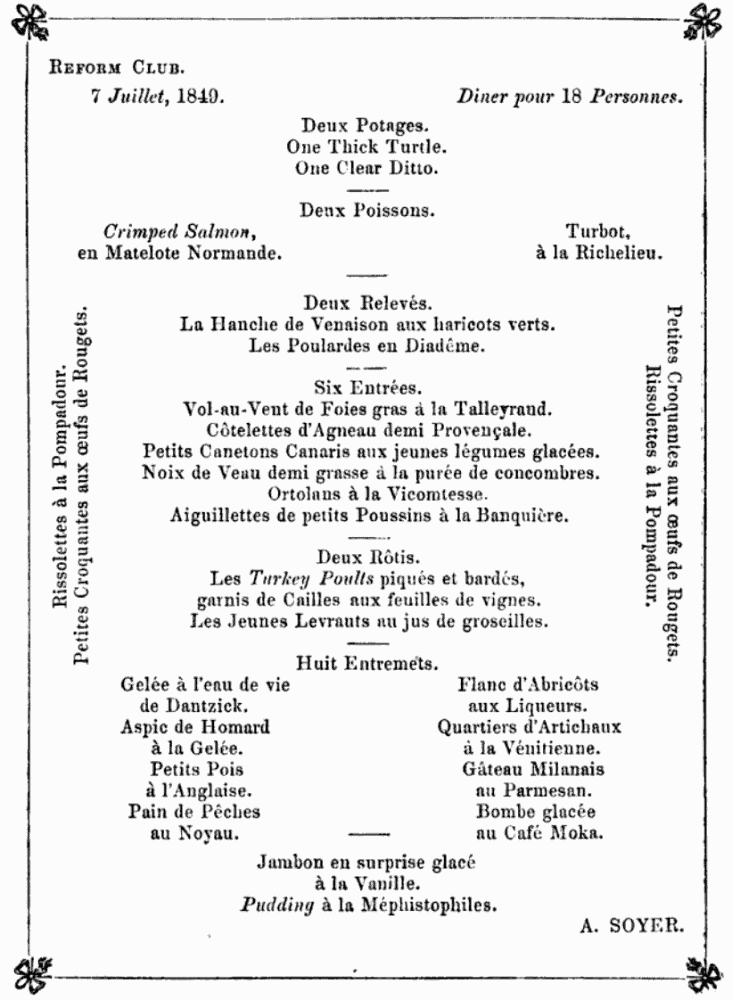 REFORM CLUB.
7 Juillet, 1849. Diner pour 18 Personnes.
Deux Potages.
One Thick Turtle.
One Clear Ditto.
Deux Poissons.
Crimped Salmon,
en Matelote Normande.
Turbot,
à la Richelieu.
Rissolettes à la Pompadour.
Petites Croquantes aux œufs de Rougets.
Deux Relevés.
La Hanche de Venaison aux haricots verts.
Les Poulardes en Diadême.
Six Entrées.
Vol-au-Vent de Foies gras à la Talleyrand.
Côtelettes d'Agneau demi Provençale.
Petits Canetons Canaris aux jeunes légumes glacées.
Noix de Veau demi grasse à la purée de concombres.
Ortolans à la Vicomtesse.
Aiguillettes de petits Poussins à la Banquière.
Deux Rôtis.
Les Turkey Poults piqués et bardés,
garnis de Cailles aux feuilles de vignes.
Les Jeunes Levrauts au jus de groseilles.
Petites Croquantes aux œufs de Rougets.
Rissolettes à la Pompadour.
Huit Entremets.
Gelée à l'eau de vie
de Dantzick.
Aspic de Homard
à la Gelée.
Petits Pois
à l'Anglaise.
Pain de Pêches
au Noyau.
Flanc d'Abricôts
aux Liqueurs.
Quartiers d'Artichaux
à la Vénitienne.
Gâteau Milanais
au Parmesan.
Bombe glacée
au Café Moka.
Jambon en surprise glacé
à la Vanille.
Pudding à la Méphistophiles.
A. SOYER.